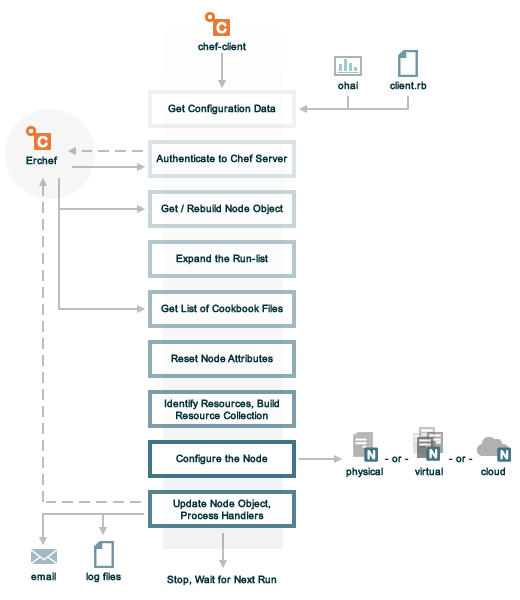 chef-client
ohai
client.rb
Get Configuration Data
Erchef
Authenticate to Chef Server
Get / Rebuild Node Object
Expand the Run-list
Get List of Cookbook Files
Reset Node Attributes
Identify Resources, Build
Resource Collection
Configure the Node
N
N
N
physical
- or -
virtual
- or -
cloud
Update Node Object,
Process Handlers
email
log files
Stop, Wait for Next Run